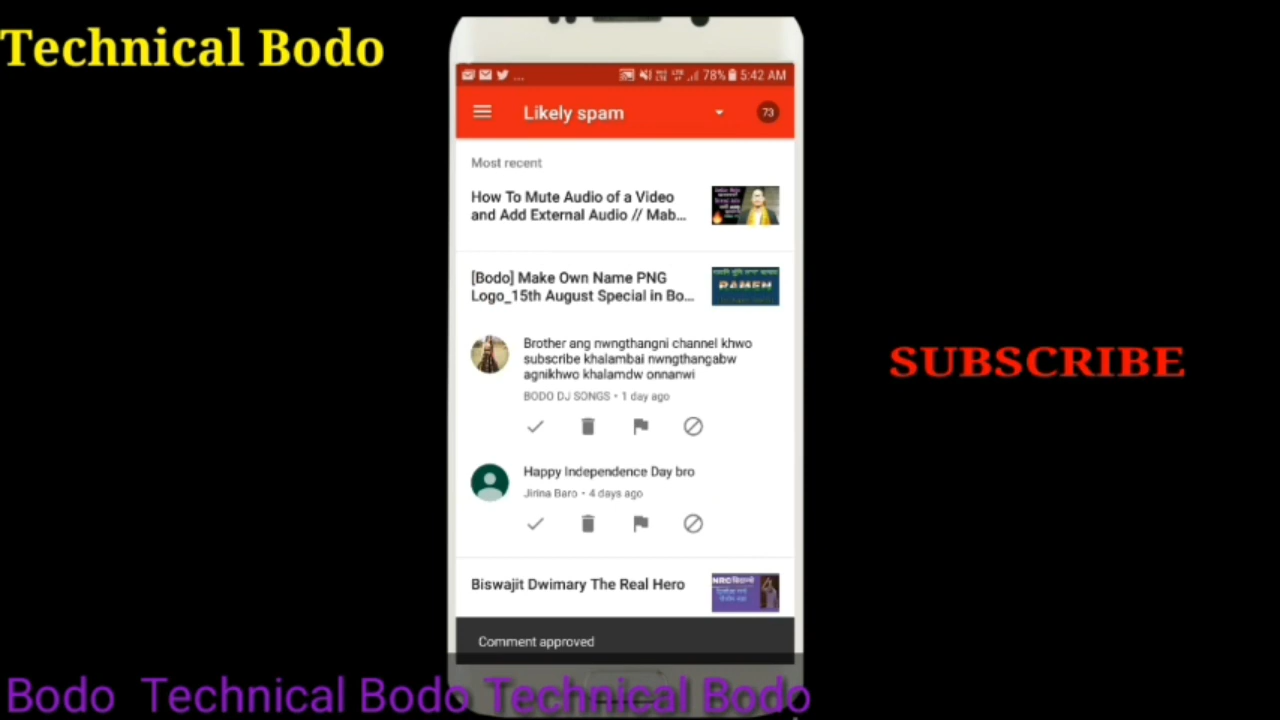 Technical Bodo
... 78% 5:42 AM
Likely spam
73
Most recent
How To Mute Audio of a Video
and Add External Audio // Mab...
[Bodo] Make Own Name PNG
Logo_15th August Special in Bo...
RAMEN
Brother ang nwngthangni channel khwo
subscribe khalambai nwngthangabw
agnikhwo khalamdw onnanwi
BODO DJ SONGS • 1 day ago
Happy Independence Day bro
Jirina Baro • 4 days ago
Biswajit Dwimary The Real Hero
NRC
Comment approved
SUBSCRIBE
Bodo Technical Bodo Technical Bodo